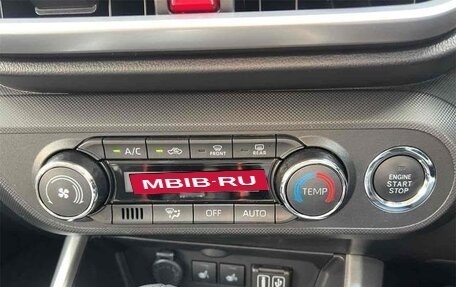 A/C
FRONT
REAR
MBIB-RU
TEMP
ENGINE
START
STOP
OFF
AUTO